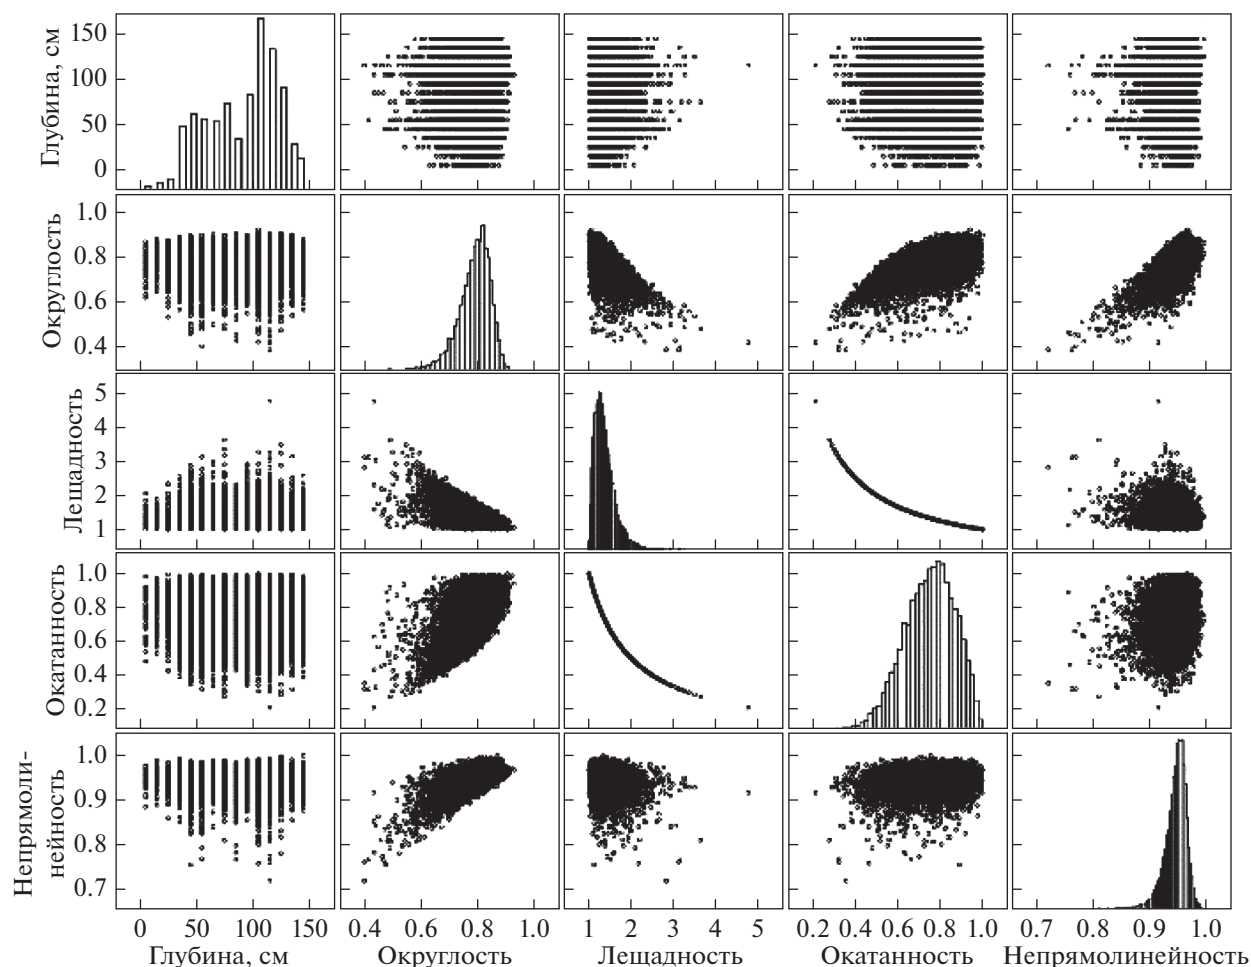 Глубина, см
150
100
50
0
Округлость
1.0
0.8
0.6
0.4
Лещадность
5
4
3
2
1
Окатанность
1.0
0.8
0.6
0.4
0.2
Непрямоли-
нейность
1.0
0.9
0.8
0.7
0 50 100 150 0.4 0.6 0.8 1.0 1 2 3 4 5 0.2 0.4 0.6 0.8 1.0 0.7 0.8 0.9 1.0
Глубина, см Округлость Лещадность Окатанность Непрямолинейность